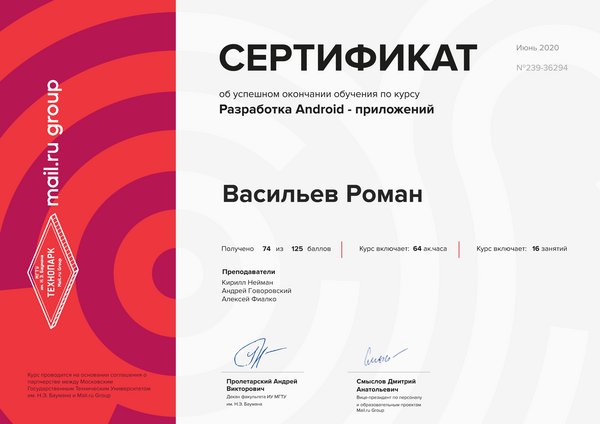 СЕРТИФИКАТ
Июнь 2020
№239-36294
об успешном окончании обучения по курсу
Разработка Android - приложений
mail.ru group
Васильев Роман
Получено 74 из 125 баллов
Курс включает: 64 ак.часа
Курс включает: 16 занятий
Преподаватели
Кирилл Нейман
Андрей Говоровский
Алексей Фиалко
МГТУ
им. Н.Э. Баумана
ТЕХНОПАРК
Mail.ru Group
Курс проводится на основании соглашения о
партнерстве между Московским
Государственным Техническим Университетом
им. Н.Э. Баумана и Mail.ru Group
Пролетарский Андрей
Викторович
Декан факультета ИУ МГТУ
им. Н.Э. Баумана
Смыслов Дмитрий
Анатольевич
Вице-президент по персоналу
и образовательным проектам
Mail.ru Group